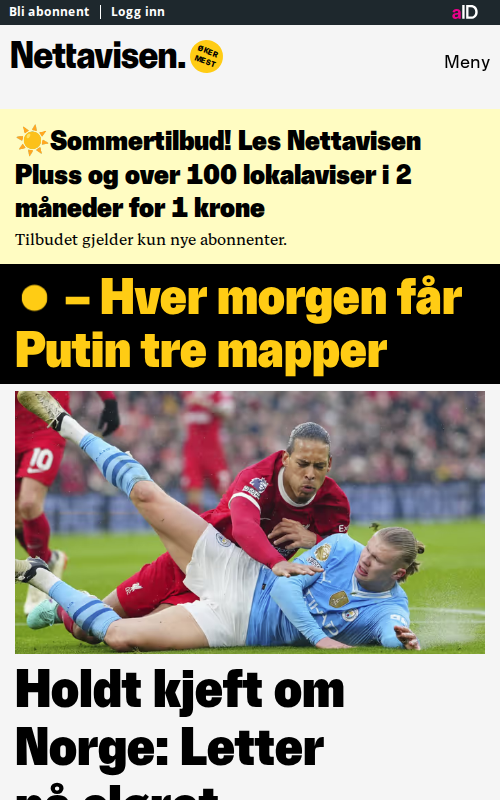 Bli abonnent | Logg inn
aID
Nettavisen.
ØKER
MEST
Meny
☀️Sommertilbud! Les Nettavisen
Pluss og over 100 lokalaviser i 2
måneder for 1 krone
Tilbudet gjelder kun nye abonnenter.
– Hver morgen får
Putin tre mapper
10
Holdt kjeft om
Norge: Letter
på sløret